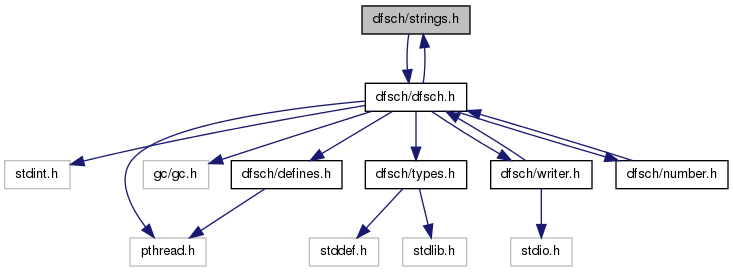 dfsch/strings.h
dfsch/dfsch.h
stdint.h
gc/gc.h
dfsch/defines.h
dfsch/types.h
dfsch/writer.h
dfsch/number.h
pthread.h
stddef.h
stdlib.h
stdio.h